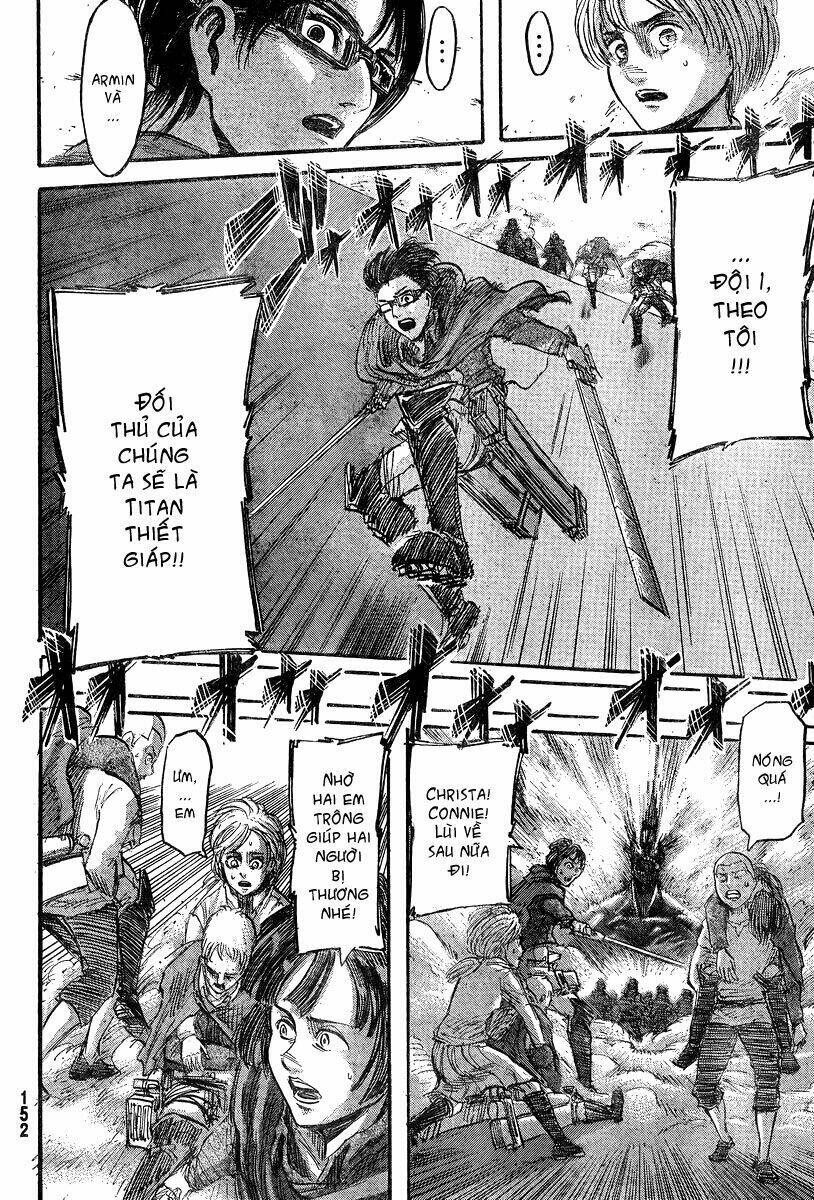 ...
...
ARMIN
VÀ
...
...
ĐỘI 1,
THEO
TÔI
!!!
ĐỐI
THỦ CỦA
CHÚNG
TA SẼ LÀ
TITAN
THIẾT
GIÁP!!
NÓNG
QUÁ
...!
CHRISTA!
CONNIE!
LÙI VỀ
SAU NỮA
ĐI!
NHỜ
HAI EM
TRÔNG
GIÚP HAI
NGƯỜI
BỊ
THƯƠNG
NHÉ!
ƯM,
...
EM
152